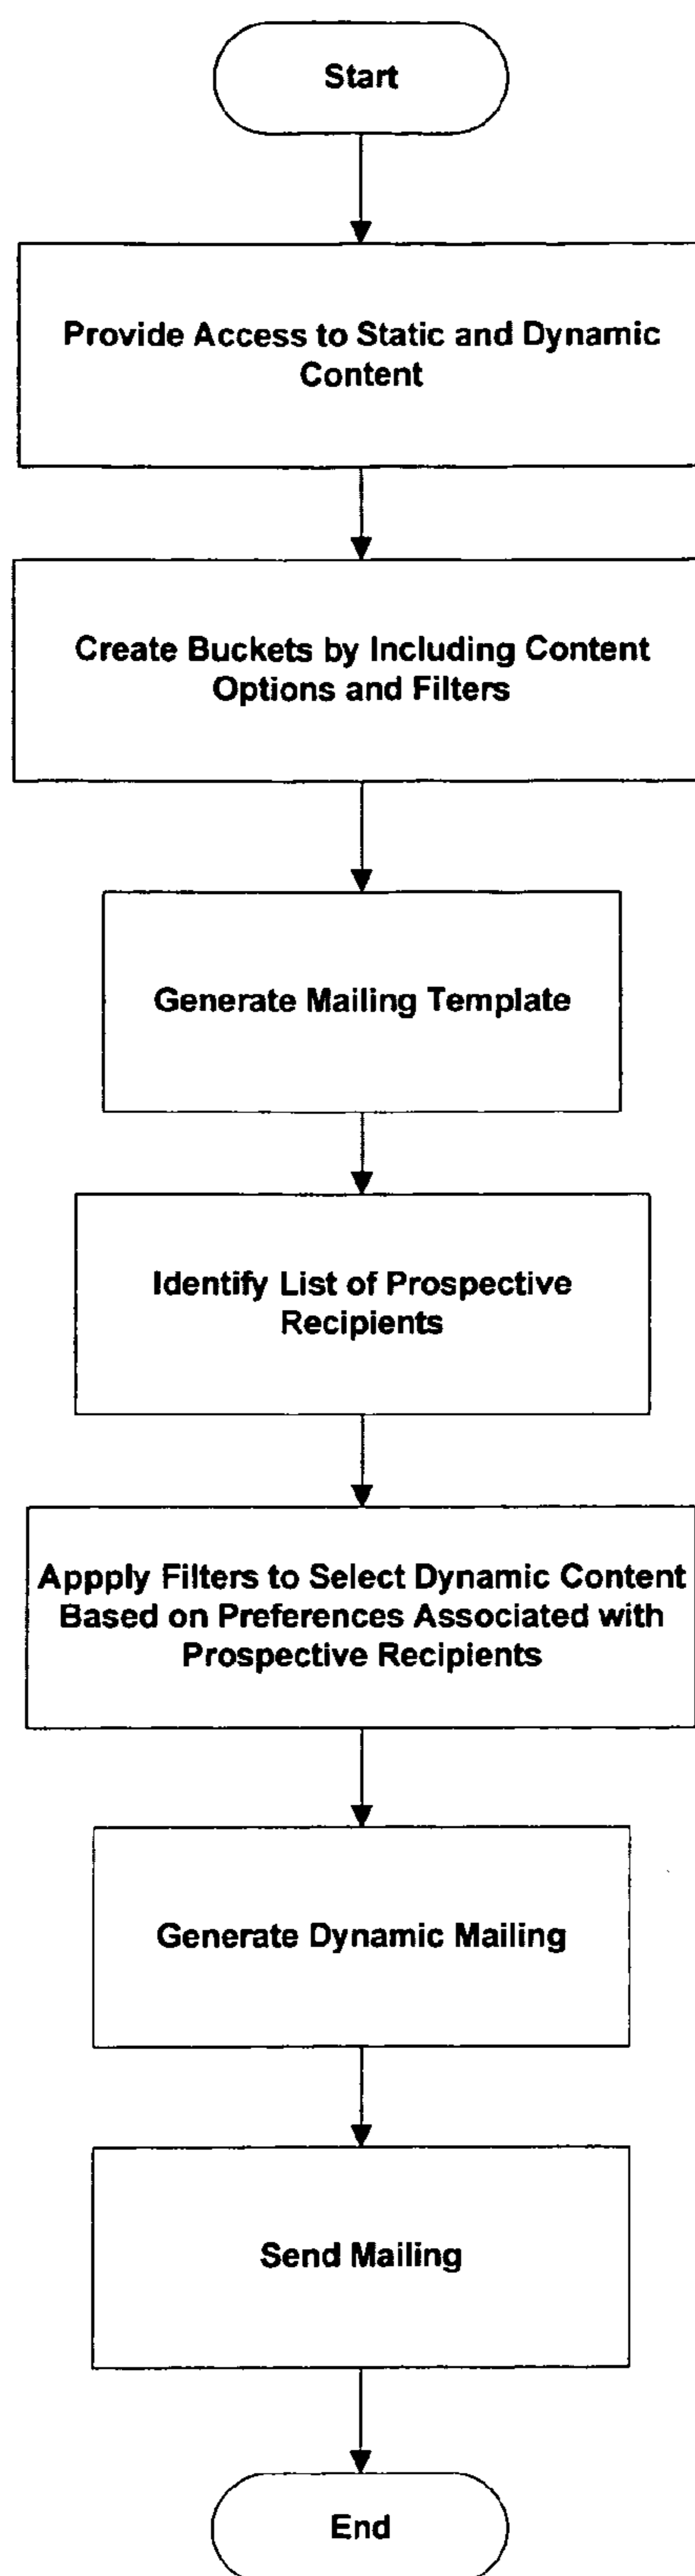 Start
Provide Access to Static and Dynamic
Content
Create Buckets by Including Content
Options and Filters
Generate Mailing Template
Identify List of Prospective
Recipients
Appply Filters to Select Dynamic Content
Based on Preferences Associated with
Prospective Recipients
Generate Dynamic Mailing
Send Mailing
End